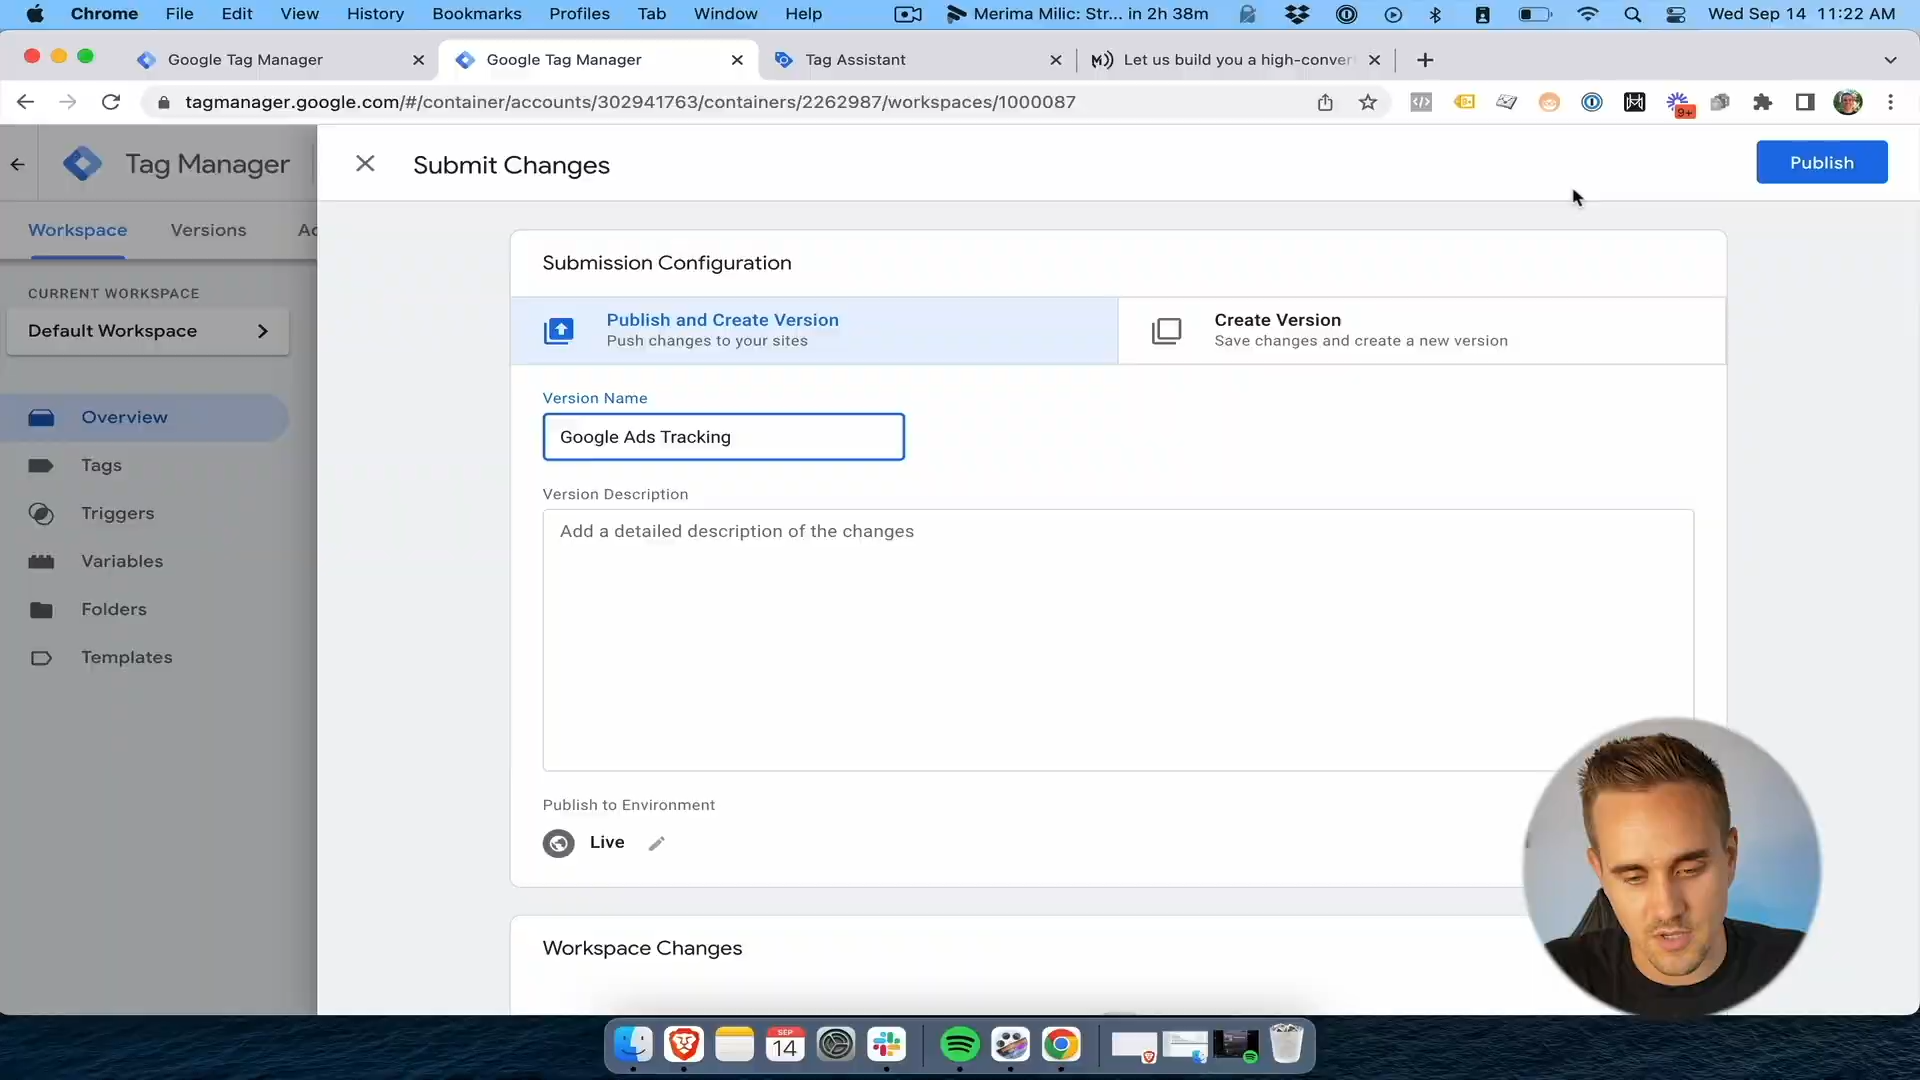 Chrome File Edit View History Bookmarks Profiles Tab Window Help Merima Milic: Str... in 2h 38m Wed Sep 14 11:22 AM
Google Tag Manager Google Tag Manager Tag Assistant Let us build you a high-conver
tagmanager.google.com/#/container/accounts/302941763/containers/2262987/workspaces/1000087
9+
Tag Manager
Submit Changes
Publish
Workspace Versions Ac
CURRENT WORKSPACE
Default Workspace
Overview
Tags
Triggers
Variables
Folders
Templates
Submission Configuration
Publish and Create Version
Push changes to your sites
Create Version
Save changes and create a new version
Version Name
Google Ads Tracking
Version Description
Add a detailed description of the changes
Publish to Environment
Live
Workspace Changes
SEP
14